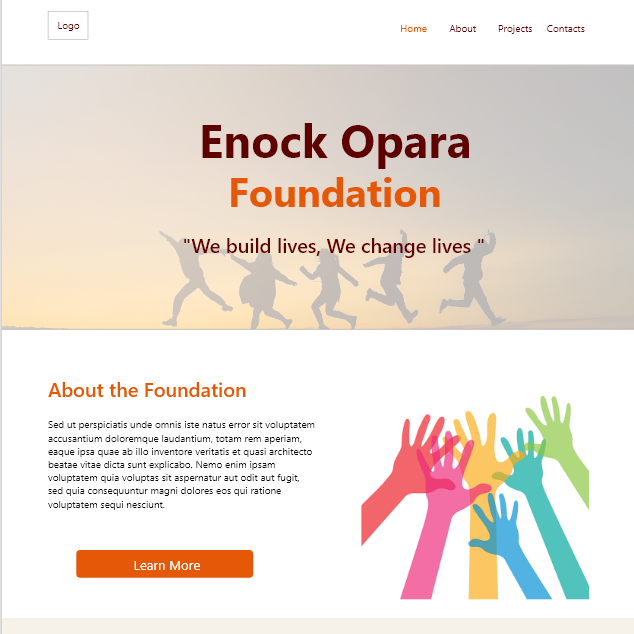 Logo
Home About Projects Contacts
Enock Opara
Foundation
"We build lives, We change lives "
About the Foundation
Sed ut perspiciatis unde omnis iste natus error sit voluptatem
accusantium doloremque laudantium, totam rem aperiam,
eaque ipsa quae ab illo inventore veritatis et quasi architecto
beatae vitae dicta sunt explicabo. Nemo enim ipsam
voluptatem quia voluptas sit aspernatur aut odit aut fugit,
sed quia consequuntur magni dolores eos qui ratione
voluptatem sequi nesciunt.
Learn More